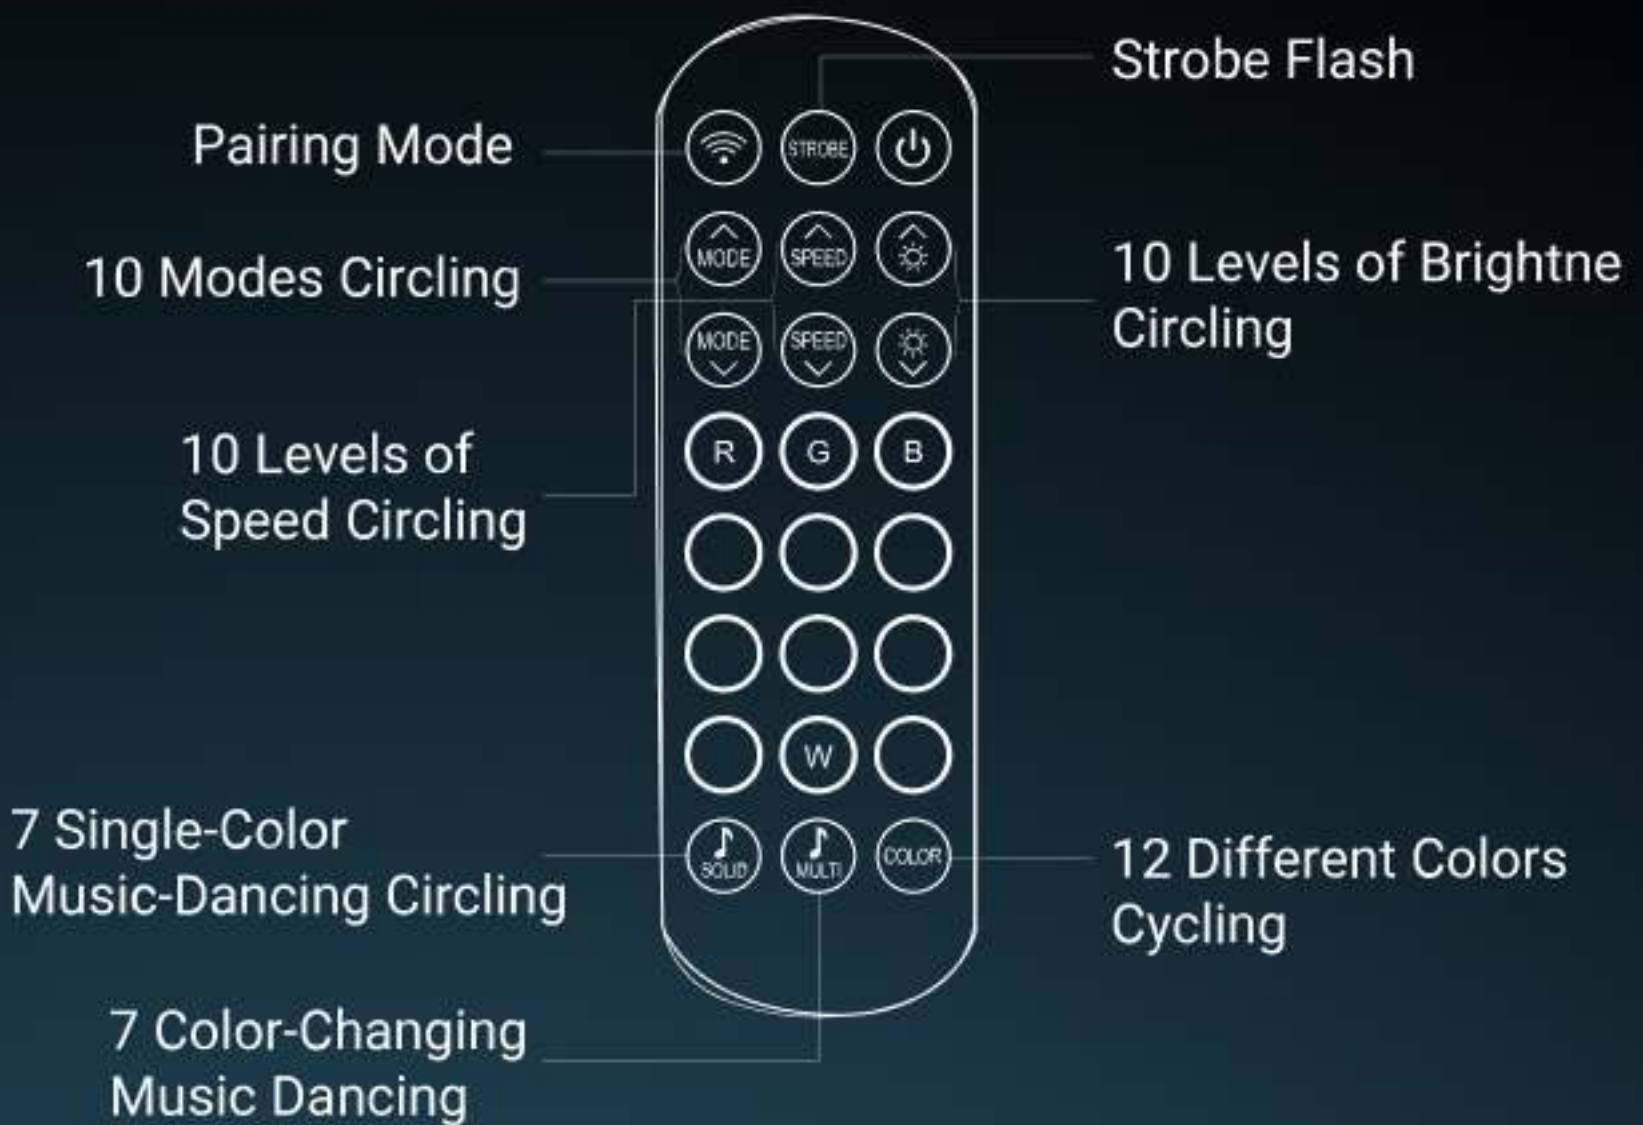 Strobe Flash
Pairing Mode
STROBE
10 Modes Circling
MODE
SPEED
10 Levels of Brightne
Circling
MODE
SPEED
10 Levels of
Speed Circling
R
G
B
W
7 Single-Color
Music-Dancing Circling
SOLID
MULTI
COLOR
12 Different Colors
Cycling
7 Color-Changing
Music Dancing